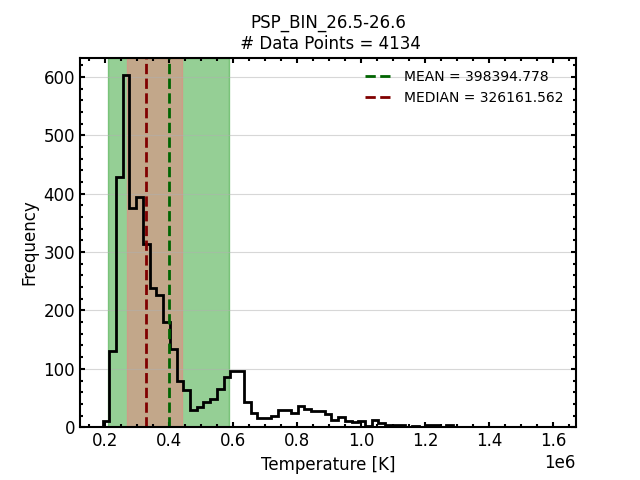 PSP_BIN_26.5-26.6
# Data Points = 4134
MEAN = 398394.778
MEDIAN = 326161.562
Frequency
600
500
400
300
200
100
0
0.2 0.4 0.6 0.8 1.0 1.2 1.4 1.6
1e6
Temperature [K]